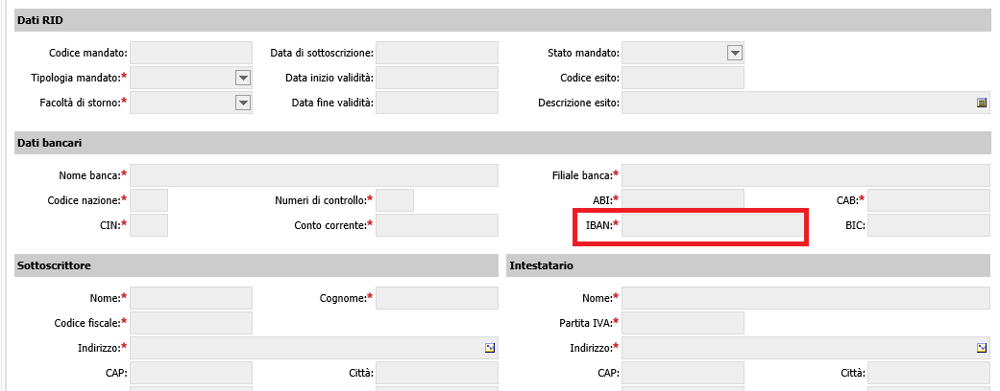 Dati RID
Codice mandato: Data di sottoscrizione: Stato mandato:
Tipologia mandato:* Data inizio validità: Codice esito:
Facoltà di storno:* Data fine validità: Descrizione esito:
Dati bancari
Nome banca:* Filiale banca:*
Codice nazione:* Numeri di controllo:* ABI:* CAB:*
CIN:* Conto corrente:* IBAN:* BIC:
Sottoscrittore Intestatario
Nome:* Cognome:* Nome:*
Codice fiscale:* Partita IVA:*
Indirizzo:* Indirizzo:*
CAP: Città: CAP: Città: